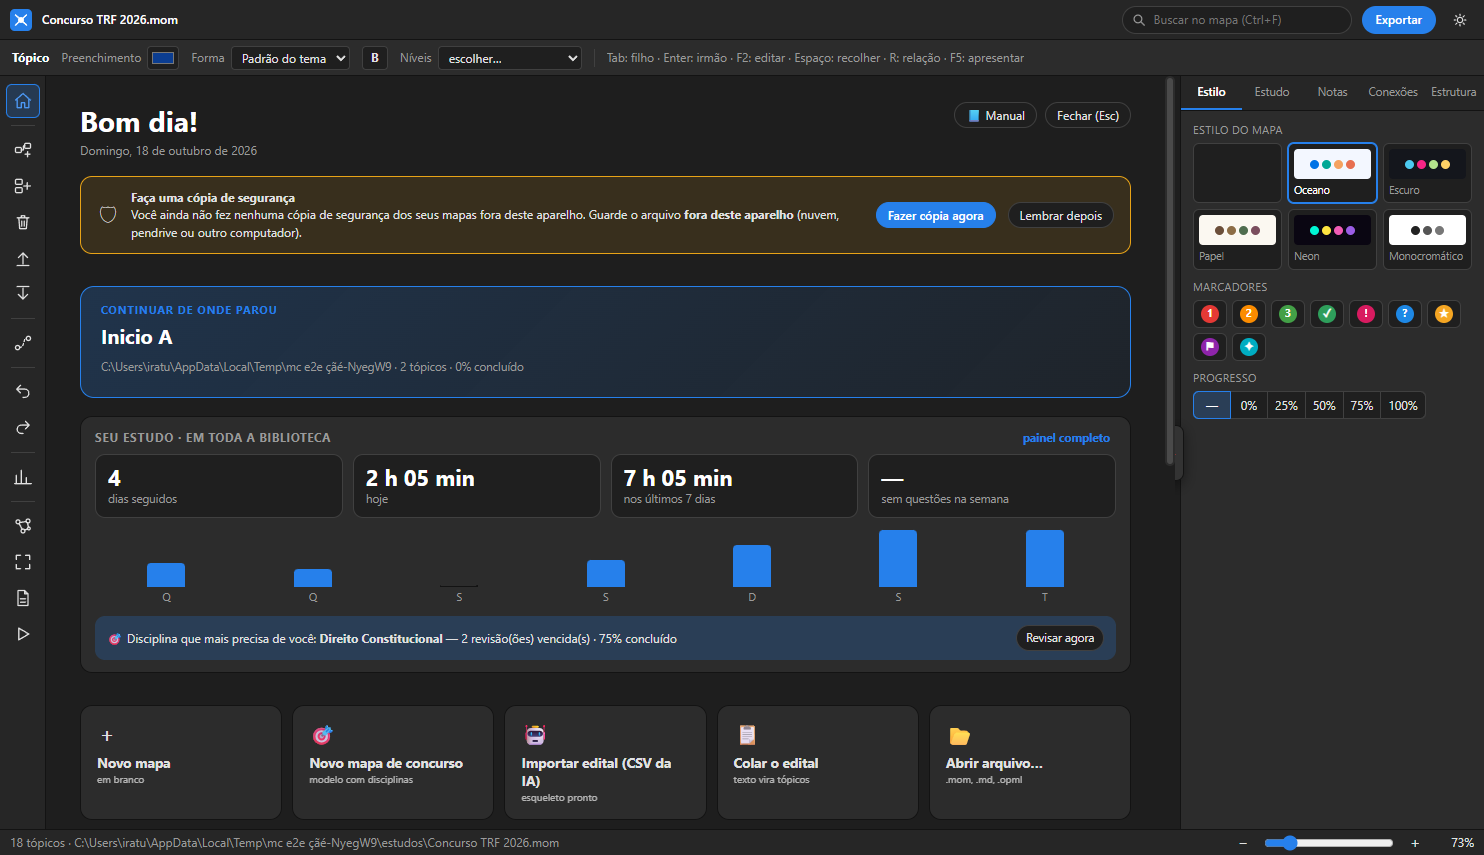 Concurso TRF 2026.mom
Buscar no mapa (Ctrl+F)
Exportar
Tópico
Preenchimento
Forma
Padrão do tema
B
Níveis
escolher...
Tab: filho · Enter: irmão · F2: editar · Espaço: recolher · R: relação · F5: apresentar
Bom dia!
Domingo, 18 de outubro de 2026
Manual
Fechar (Esc)
Faça uma cópia de segurança
Você ainda não fez nenhuma cópia de segurança dos seus mapas fora deste aparelho. Guarde o arquivo fora deste aparelho (nuvem,
pendrive ou outro computador).
Fazer cópia agora
Lembrar depois
CONTINUAR DE ONDE PAROU
Inicio A
C:\Users\iratu\AppData\Local\Temp\mc e2e çãé-NyegW9 · 2 tópicos · 0% concluído
SEU ESTUDO · EM TODA A BIBLIOTECA
painel completo
4
dias seguidos
2 h 05 min
hoje
7 h 05 min
nos últimos 7 dias
—
sem questões na semana
Q
Q
S
S
D
S
T
Disciplina que mais precisa de você: Direito Constitucional — 2 revisão(ões) vencida(s) · 75% concluído
Revisar agora
+
Novo mapa
em branco
Novo mapa de concurso
modelo com disciplinas
Importar edital (CSV da
IA)
esqueleto pronto
Colar o edital
texto vira tópicos
Abrir arquivo...
.mom, .md, .opml
Estilo
Estudo
Notas
Conexões
Estrutura
ESTILO DO MAPA
Oceano
Escuro
Papel
Neon
Monocromático
MARCADORES
1
2
3
✓
!
?
★
✦
PROGRESSO
—
0%
25%
50%
75%
100%
18 tópicos · C:\Users\iratu\AppData\Local\Temp\mc e2e çãé-NyegW9\estudos\Concurso TRF 2026.mom
−
+
73%